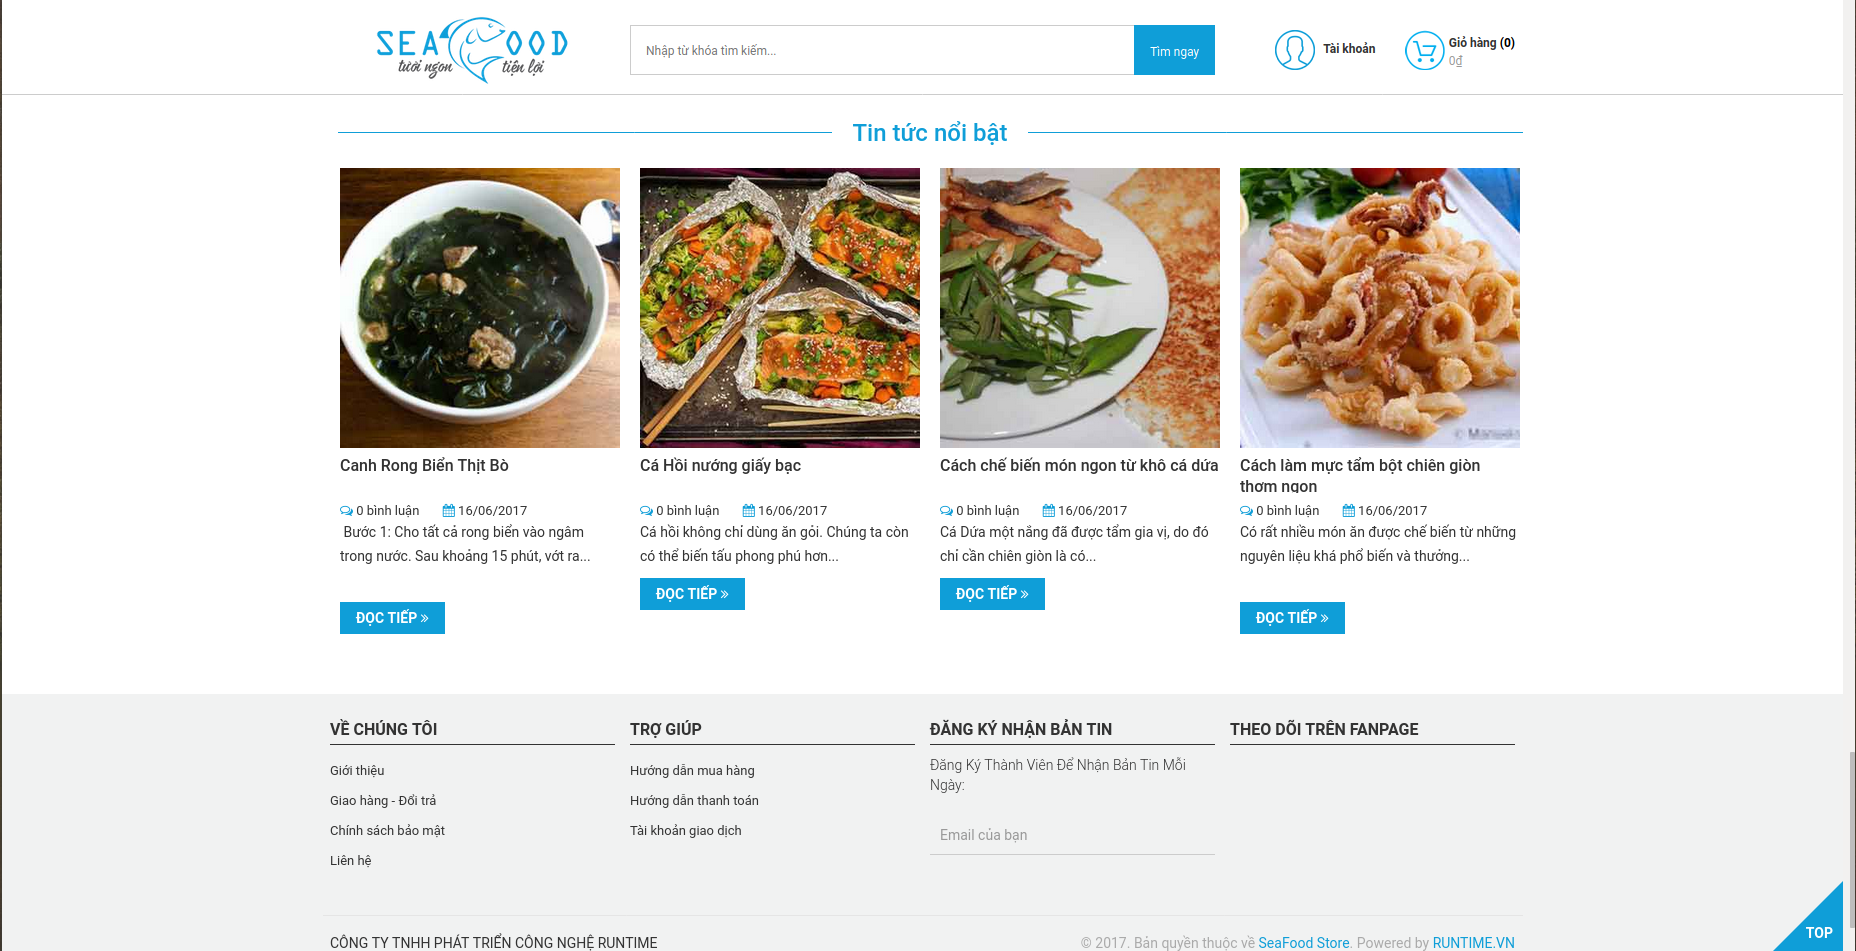 SEAFOOD
tươi ngon tiện lợi
Nhập từ khóa tìm kiếm...
Tìm ngay
Tài khoản
Giỏ hàng (0)
0₫
Tin tức nổi bật
Canh Rong Biển Thịt Bò
0 bình luận 16/06/2017
Bước 1: Cho tất cả rong biển vào ngâm
trong nước. Sau khoảng 15 phút, vớt ra...
ĐỌC TIẾP »
Cá Hồi nướng giấy bạc
0 bình luận 16/06/2017
Cá hồi không chỉ dùng ăn gỏi. Chúng ta còn
có thể biến tấu phong phú hơn...
ĐỌC TIẾP »
Cách chế biến món ngon từ khô cá dứa
0 bình luận 16/06/2017
Cá Dứa một nắng đã được tẩm gia vị, do đó
chỉ cần chiên giòn là có...
ĐỌC TIẾP »
Cách làm mực tẩm bột chiên giòn
thơm ngon
0 bình luận 16/06/2017
Có rất nhiều món ăn được chế biến từ những
nguyên liệu khá phổ biến và thưởng...
ĐỌC TIẾP »
VỀ CHÚNG TÔI
Giới thiệu
Giao hàng - Đổi trả
Chính sách bảo mật
Liên hệ
TRỢ GIÚP
Hướng dẫn mua hàng
Hướng dẫn thanh toán
Tài khoản giao dịch
ĐĂNG KÝ NHẬN BẢN TIN
Đăng Ký Thành Viên Để Nhận Bản Tin Mỗi
Ngày:
Email của bạn
THEO DÕI TRÊN FANPAGE
CÔNG TY TNHH PHÁT TRIỂN CÔNG NGHỆ RUNTIME
© 2017. Bản quyền thuộc về SeaFood Store. Powered by RUNTIME.VN
TOP